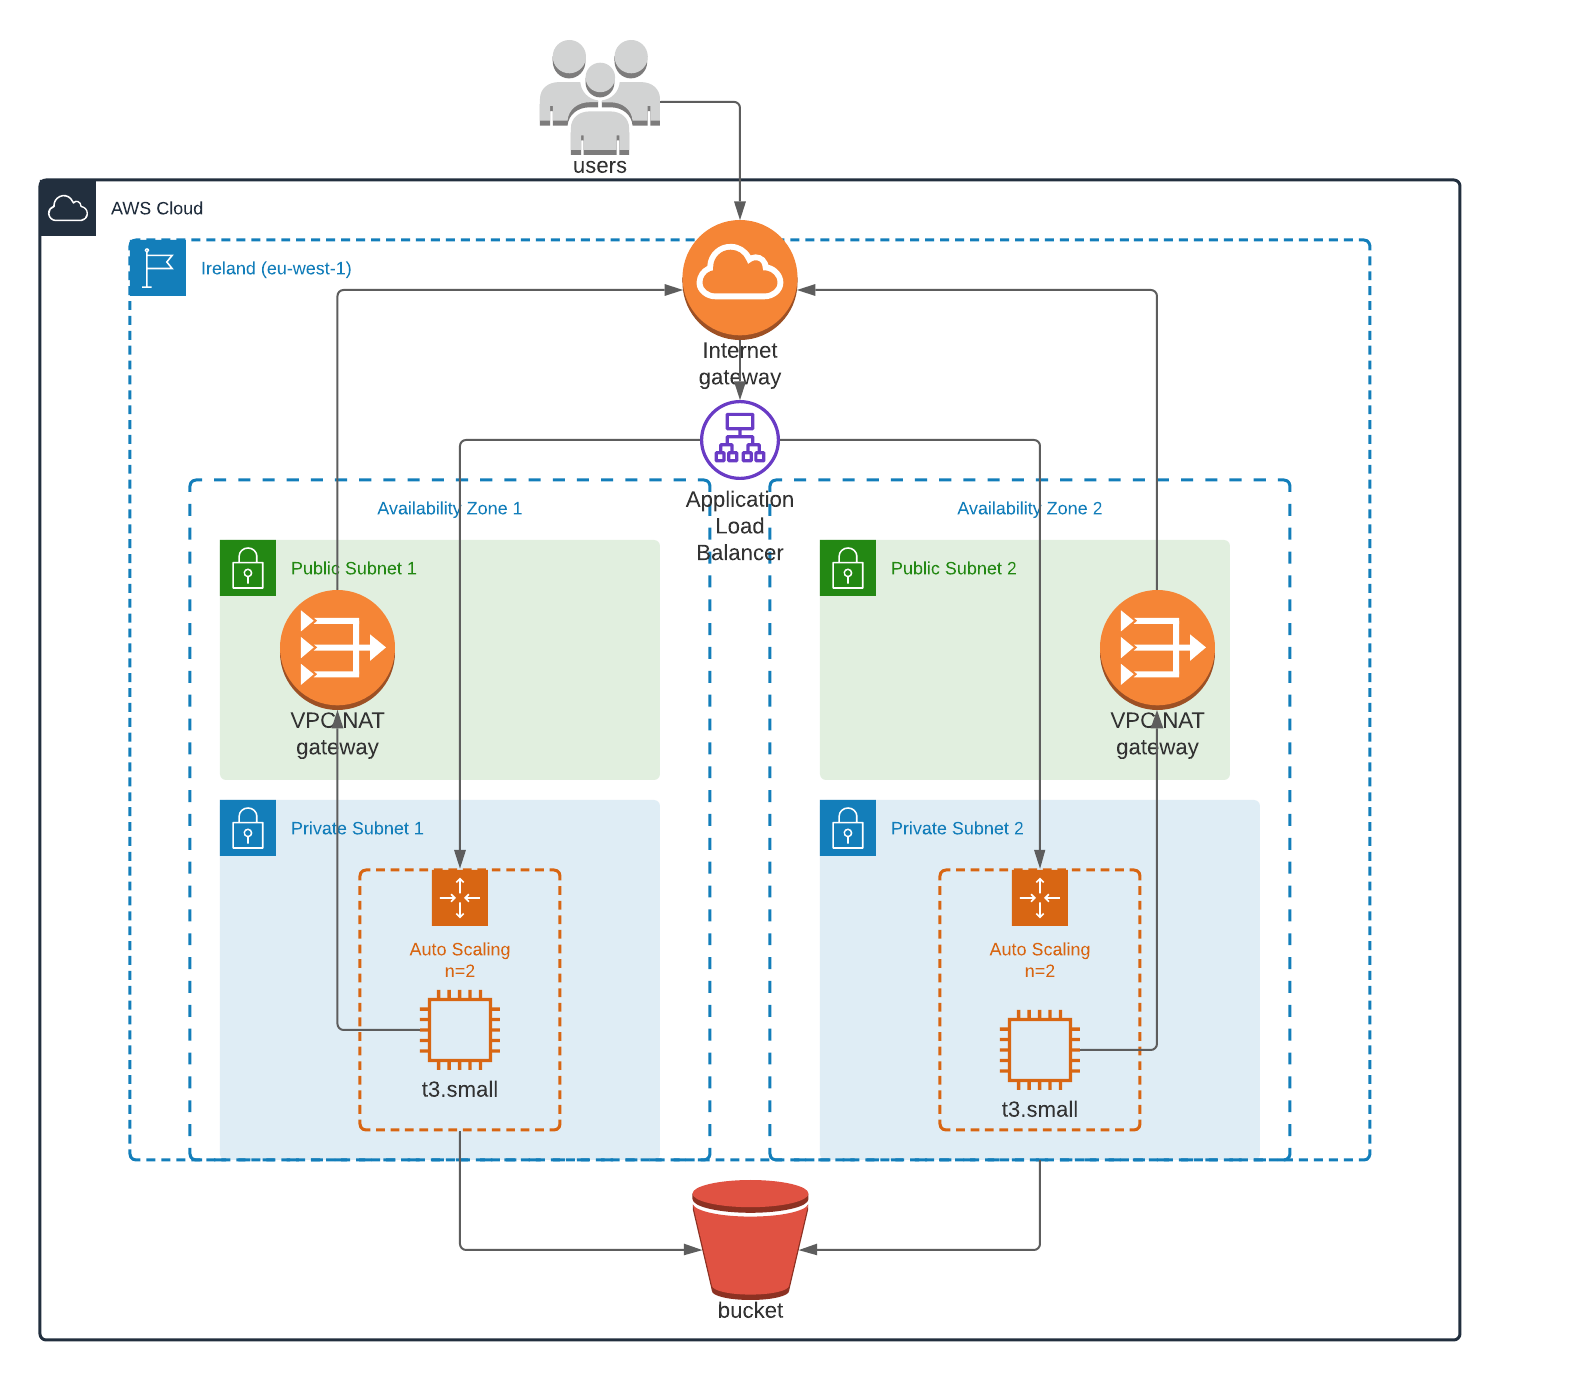 users
AWS Cloud
Ireland (eu-west-1)
Internet
gateway
Application
Load
Balancer
Availability Zone 1
Availability Zone 2
Public Subnet 1
Public Subnet 2
VPC NAT
gateway
VPC NAT
gateway
Private Subnet 1
Private Subnet 2
Auto Scaling
n=2
Auto Scaling
n=2
t3.small
t3.small
bucket